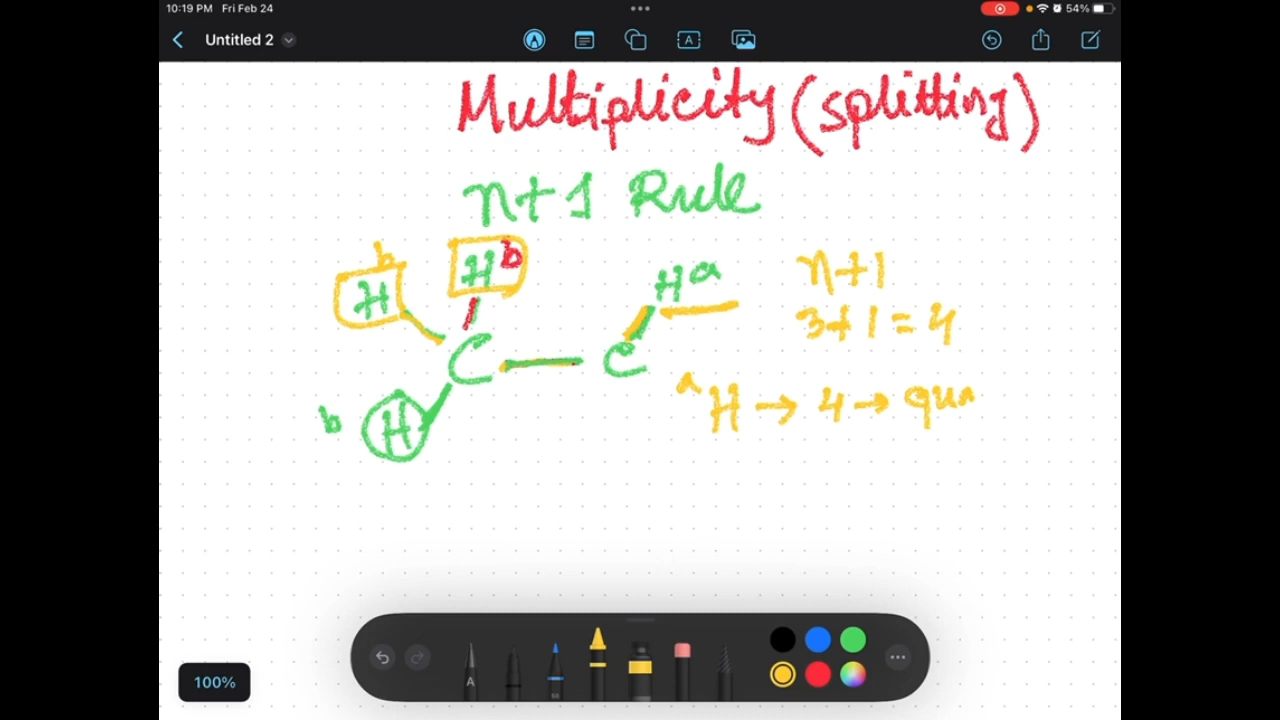 10:19 PM Fri Feb 24
54%
Untitled 2
A
Multiplicity (splitting)
n+1 Rule
b
H
H b
H a
n+1
3+1=4
C — C
a H → 4 → qua
b H
A
100%